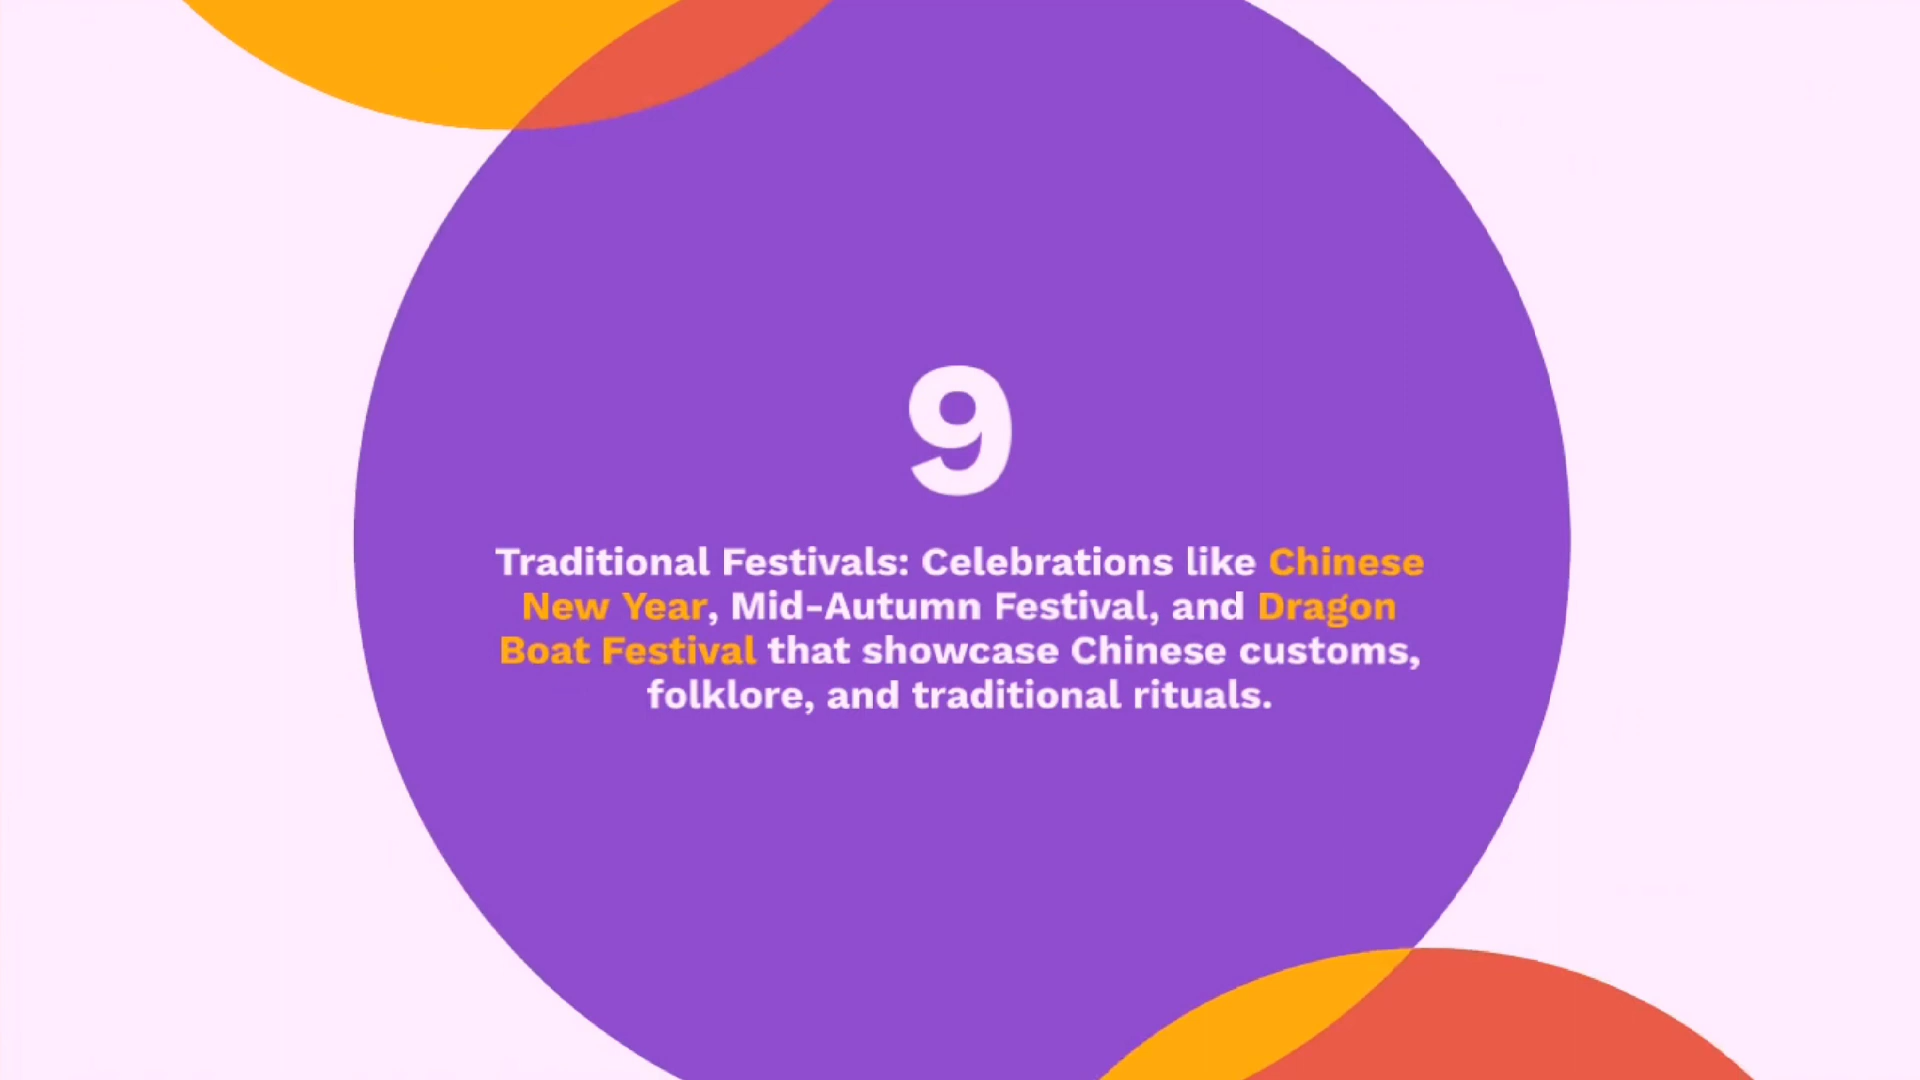 9
Traditional Festivals: Celebrations like Chinese
New Year, Mid-Autumn Festival, and Dragon
Boat Festival that showcase Chinese customs,
folklore, and traditional rituals.